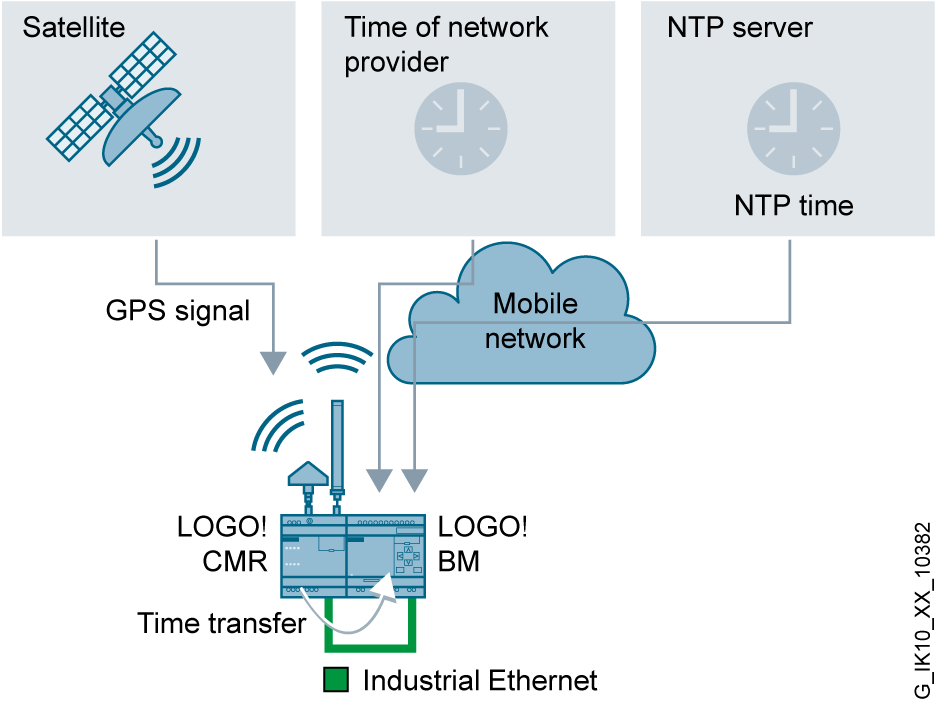 Satellite
Time of network
provider
NTP server
NTP time
GPS signal
Mobile
network
LOGO!
CMR
LOGO!
BM
Time transfer
Industrial Ethernet
G_IK10_XX_10382